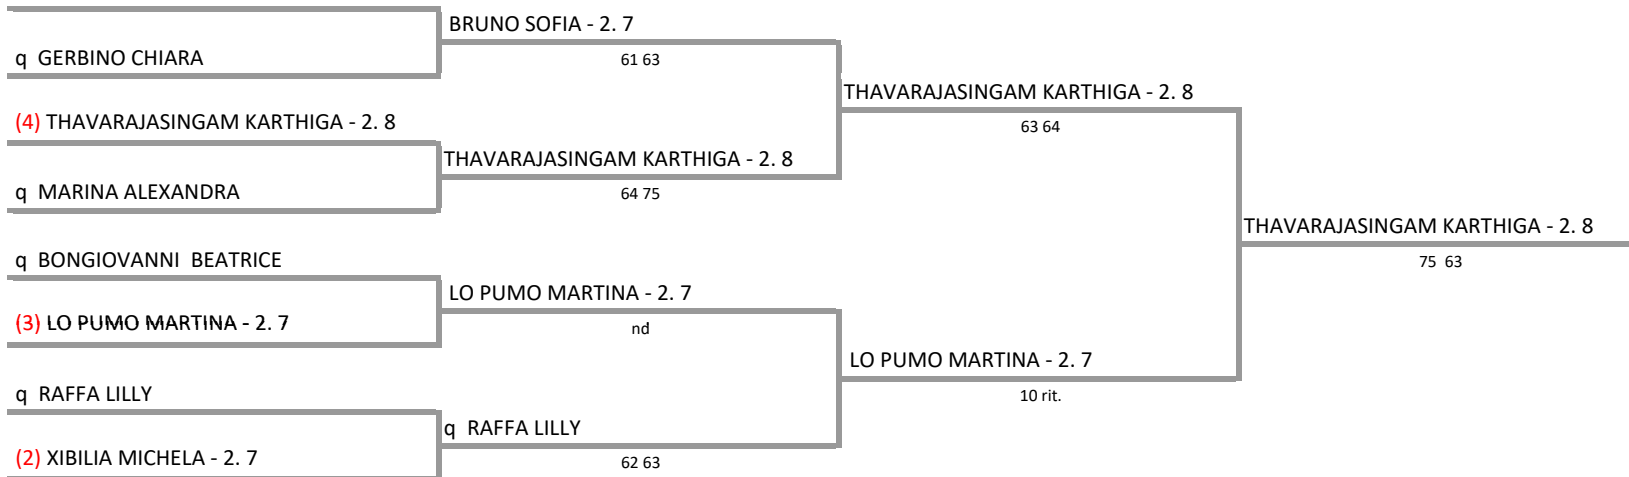 BRUNO SOFIA - 2. 7
q GERBINO CHIARA
61 63
THAVARAJASINGAM KARTHIGA - 2. 8
(4) THAVARAJASINGAM KARTHIGA - 2. 8
63 64
THAVARAJASINGAM KARTHIGA - 2. 8
q MARINA ALEXANDRA
64 75
THAVARAJASINGAM KARTHIGA - 2. 8
q BONGIOVANNI BEATRICE
75 63
LO PUMO MARTINA - 2. 7
(3) LO PUMO MARTINA - 2. 7
nd
LO PUMO MARTINA - 2. 7
q RAFFA LILLY
10 rit.
q RAFFA LILLY
(2) XIBILIA MICHELA - 2. 7
62 63